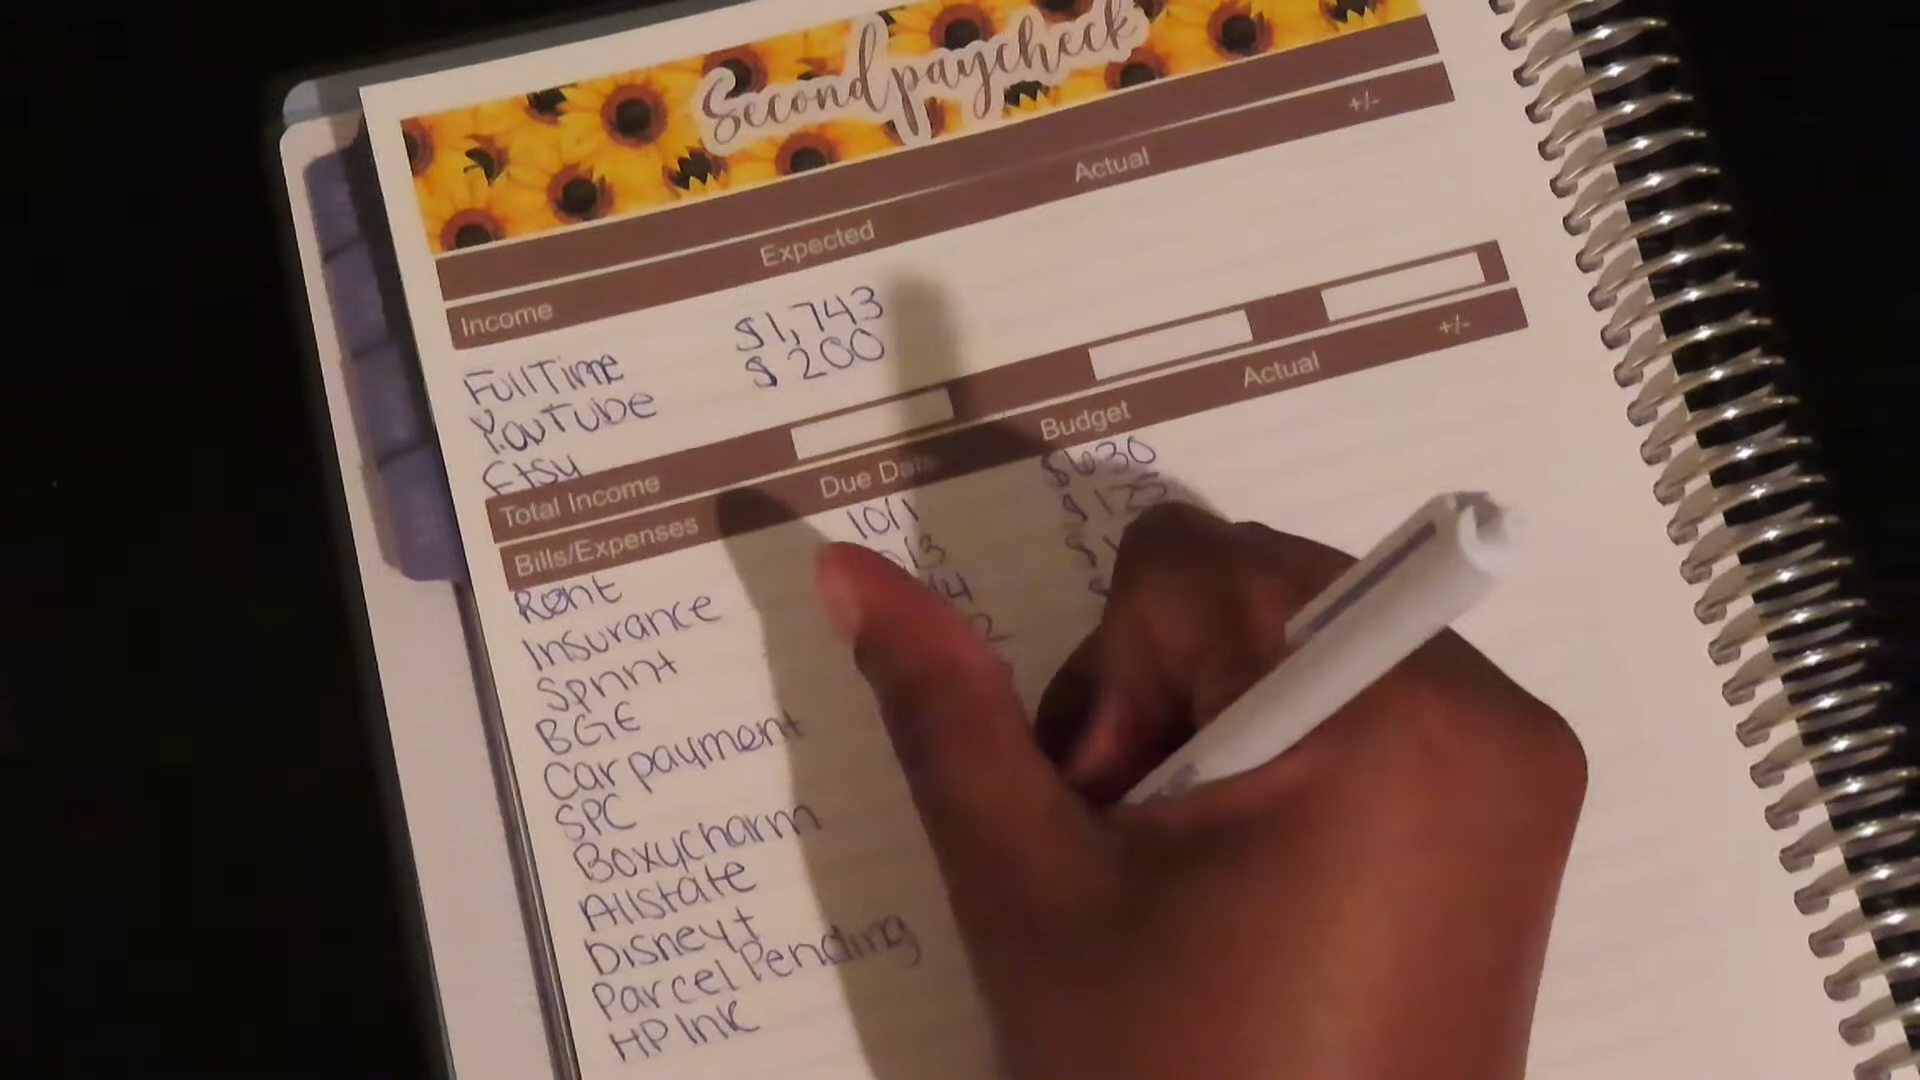 Second paycheck
Expected Actual +/-
Income
FullTime $1,743
YouTube $200
Etsy
Total Income
Bills/Expenses Due Date Budget Actual +/-
Rent 10/1 $630
Insurance
Sprint
BGE
Car payment
SPC
Boxycharm
Allstate
Disney+
Parcel Pending
HP Ink